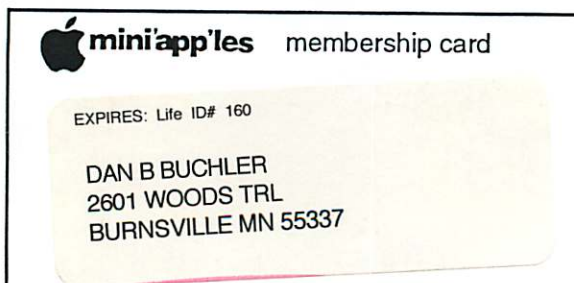 mini'app'les membership card
EXPIRES: Life ID# 160
DAN B BUCHLER
2601 WOODS TRL
BURNSVILLE MN 55337